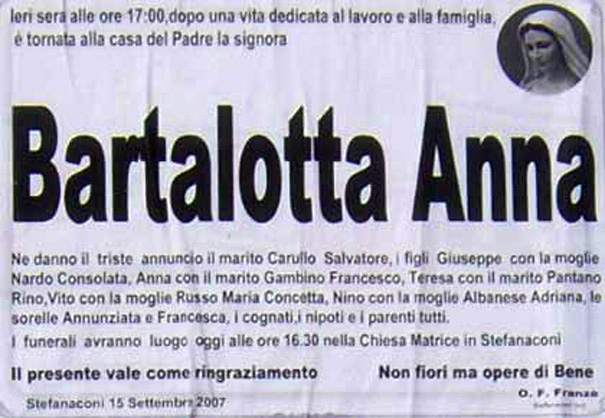 Ieri sera alle ore 17:00,dopo una vita dedicata al lavoro e alla famiglia,
é tornata alla casa del Padre la signora
Bartalotta Anna
Ne danno il triste annuncio il marito Carullo Salvatore, i figli Giuseppe con la moglie
Nardo Consolata, Anna con il marito Gambino Francesco, Teresa con il marito Pantano
Rino,Vito con la moglie Russo Maria Concetta, Nino con la moglie Albanese Adriana, le
sorelle Annunziata e Francesca, i cognati,i nipoti e i parenti tutti.
I funerali avranno luogo oggi alle ore 16.30 nella Chiesa Matrice in Stefanaconi
Il presente vale come ringraziamento Non fiori ma opere di Bene
Stefanaconi 15 Settembre 2007
O. F. Franzè